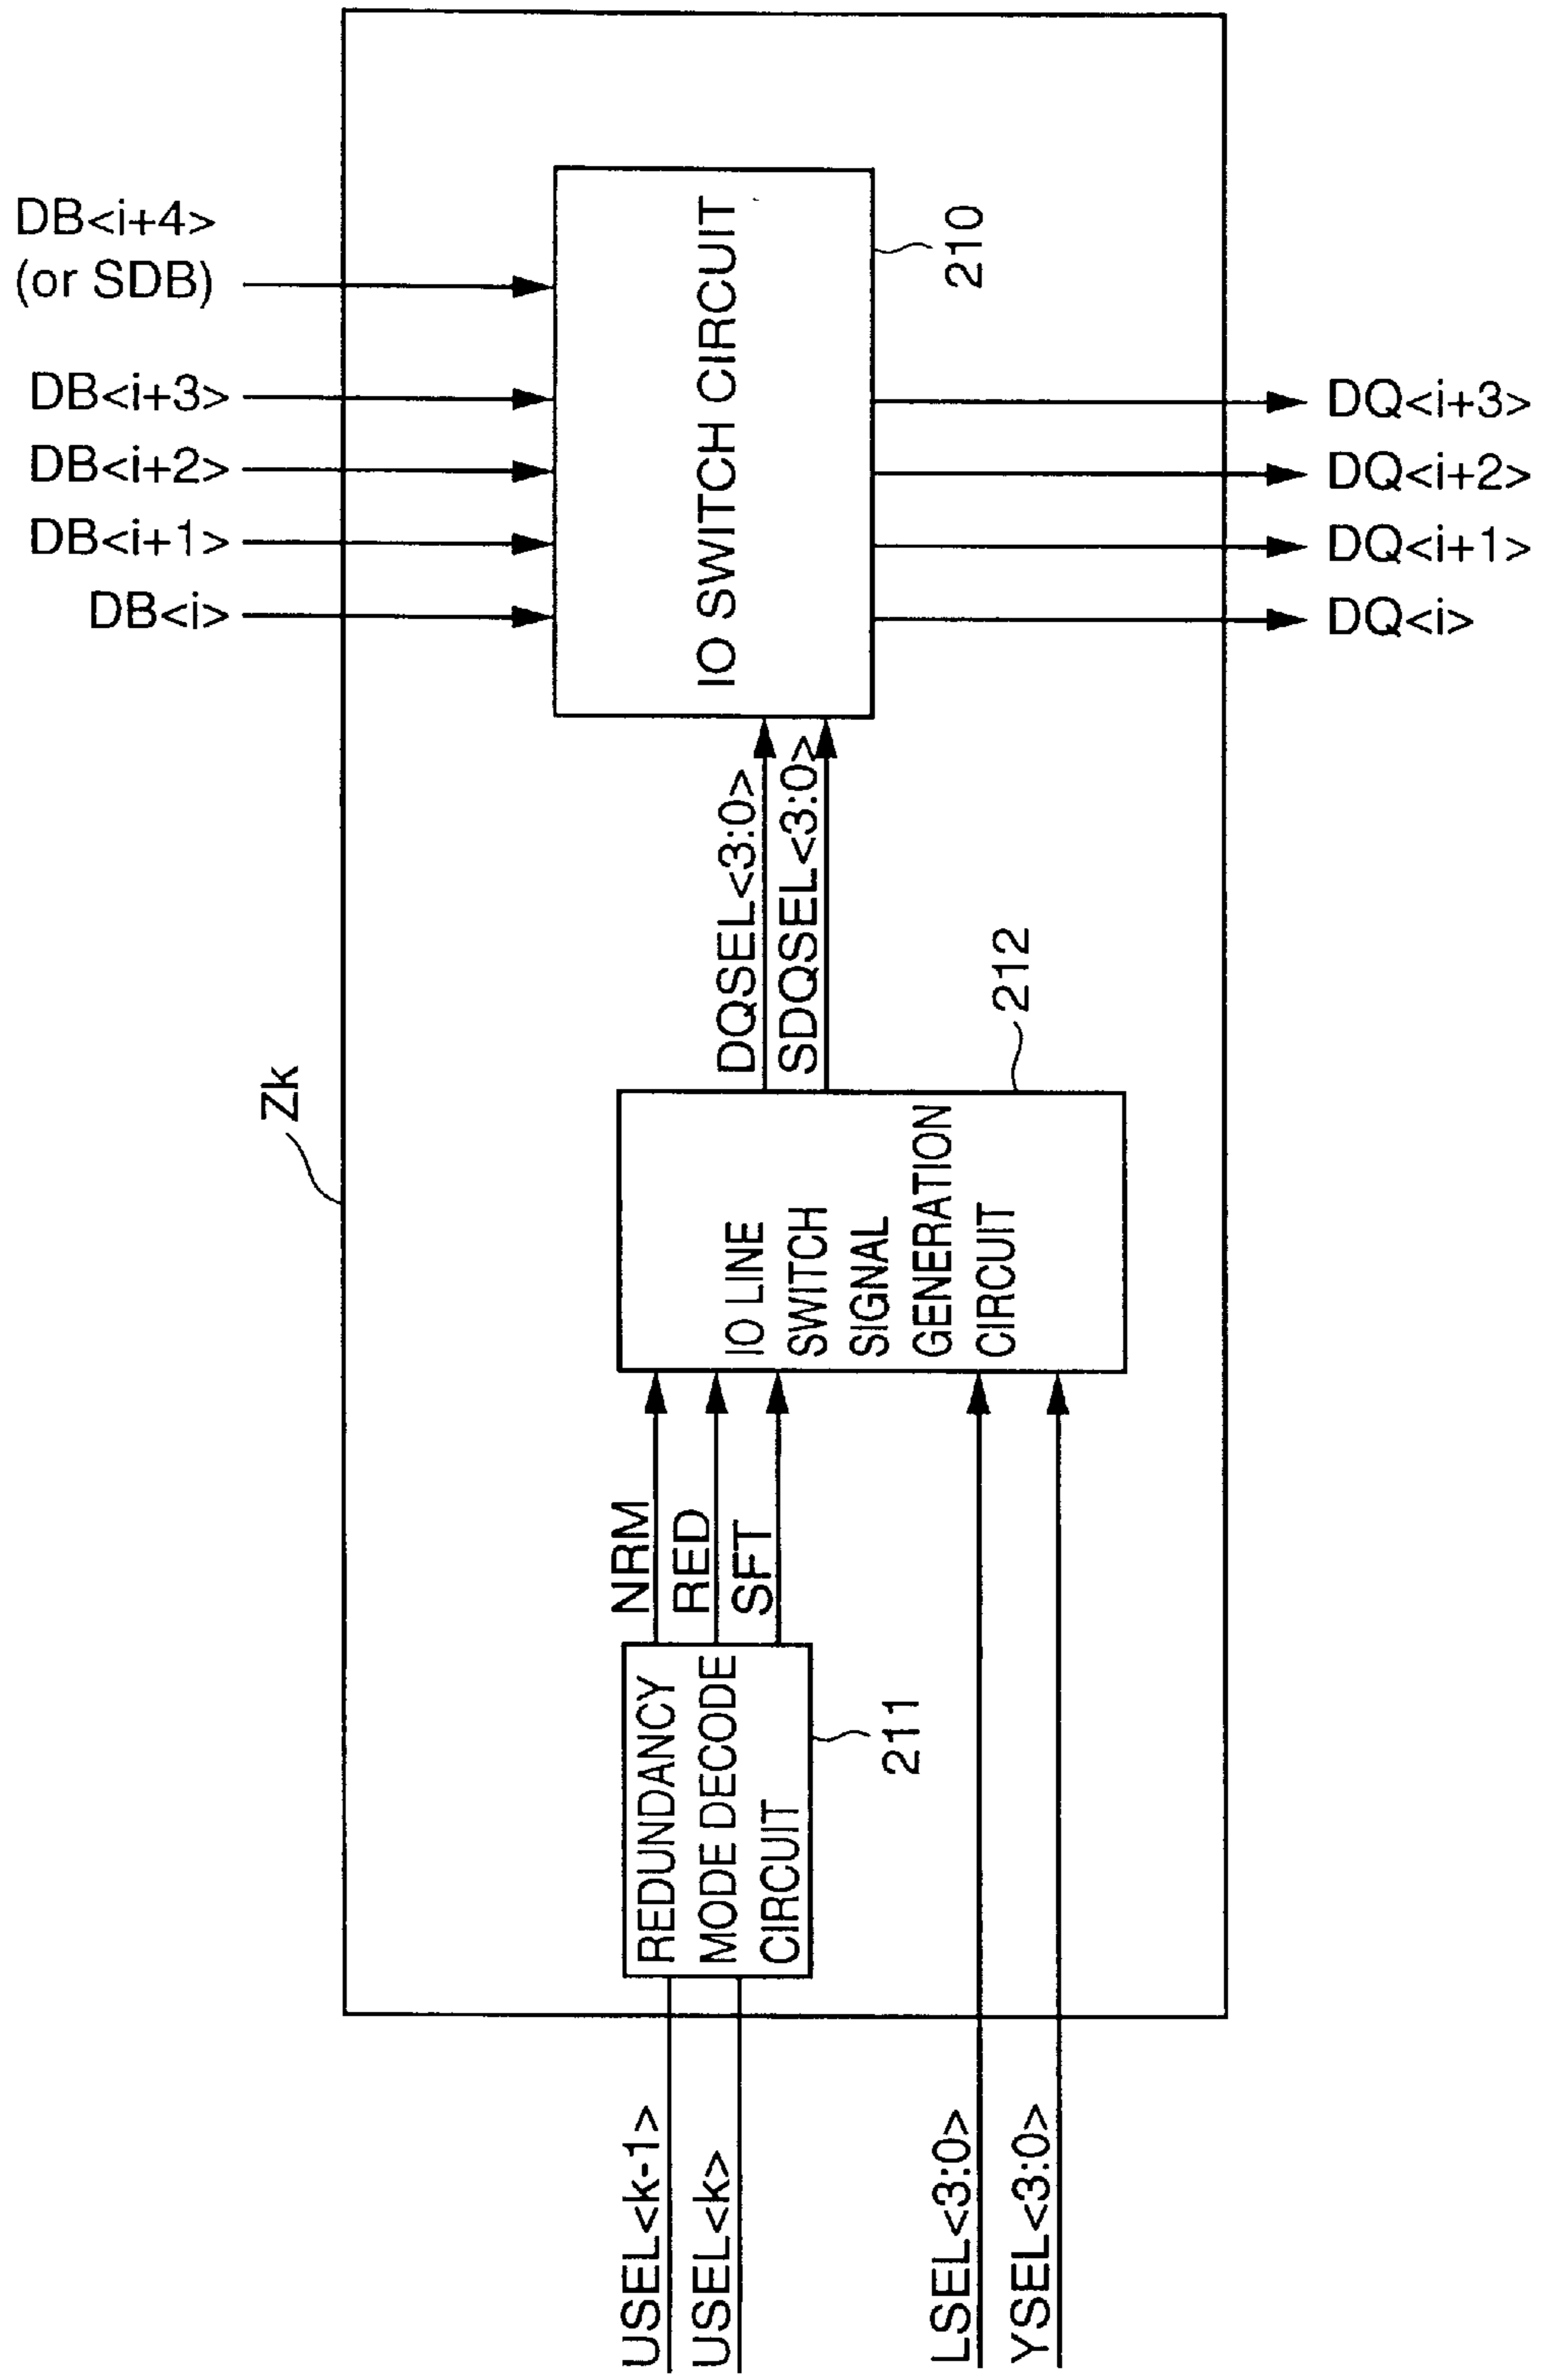 DB<i+4>
(or SDB)
DB<i+3>
DB<i+2>
DB<i+1>
DB<i>
IO SWITCH CIRCUIT
210
DQ<i+3>
DQ<i+2>
DQ<i+1>
DQ<i>
DQSEL<3:0>
SDQSEL<3:0>
Zk
IO LINE
SWITCH
SIGNAL
GENERATION
CIRCUIT
212
NRM
RED
SFT
REDUNDANCY
MODE DECODE
CIRCUIT
211
USEL<k-1>
USEL<k>
LSEL<3:0>
YSEL<3:0>